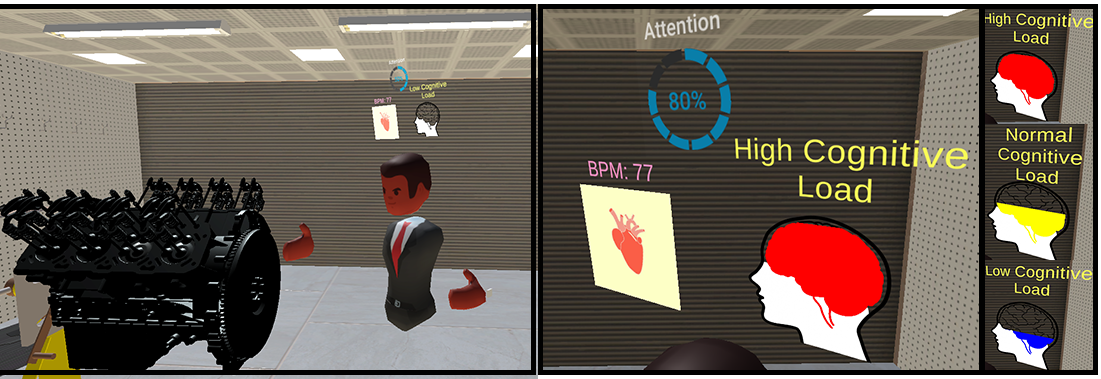 Attention
BPM: 77
Low Cognitive
Load
Attention
80%
BPM: 77
High Cognitive
Load
High Cognitive
Load
Normal
Cognitive
Load
Low Cognitive
Load